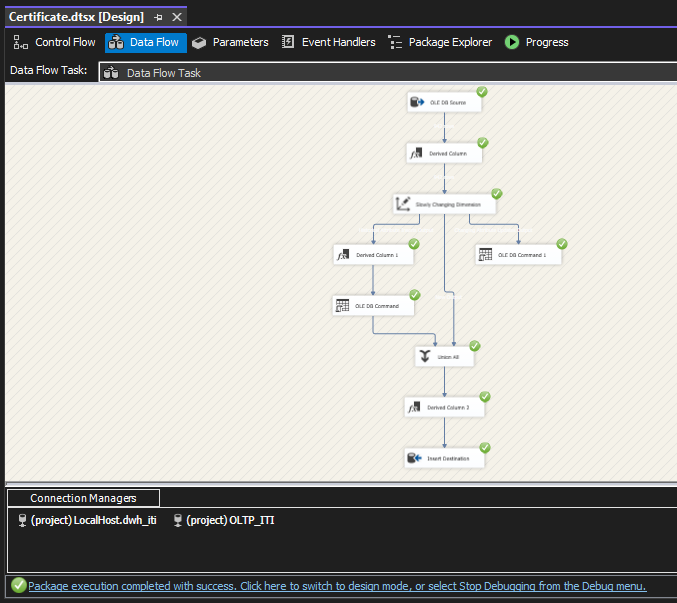 Certificate.dtsx [Design]
Control Flow
Data Flow
Parameters
Event Handlers
Package Explorer
Progress
Data Flow Task:
Data Flow Task
OLE DB Source
Derived Column
Slowly Changing Dimension
Derived Column 1
OLE DB Command 1
OLE DB Command
Union All
Derived Column 2
Insert Destination
Connection Managers
(project) LocalHost.dwh_iti
(project) OLTP_ITI
Package execution completed with success. Click here to switch to design mode, or select Stop Debugging from the Debug menu.